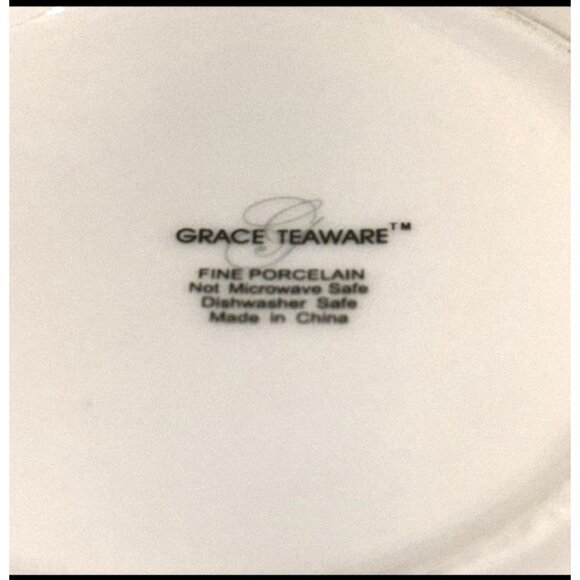 G
GRACE TEAWARE™
FINE PORCELAIN
Not Microwave Safe
Dishwasher Safe
Made in China